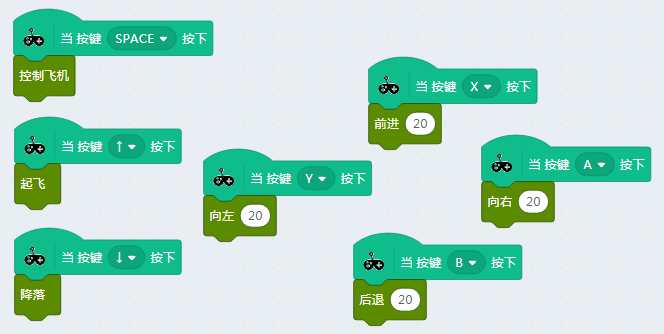 当 按键 SPACE 按下
控制飞机
当 按键 X 按下
前进 20
当 按键 ↑ 按下
起飞
当 按键 Y 按下
向左 20
当 按键 A 按下
向右 20
当 按键 ↓ 按下
降落
当 按键 B 按下
后退 20